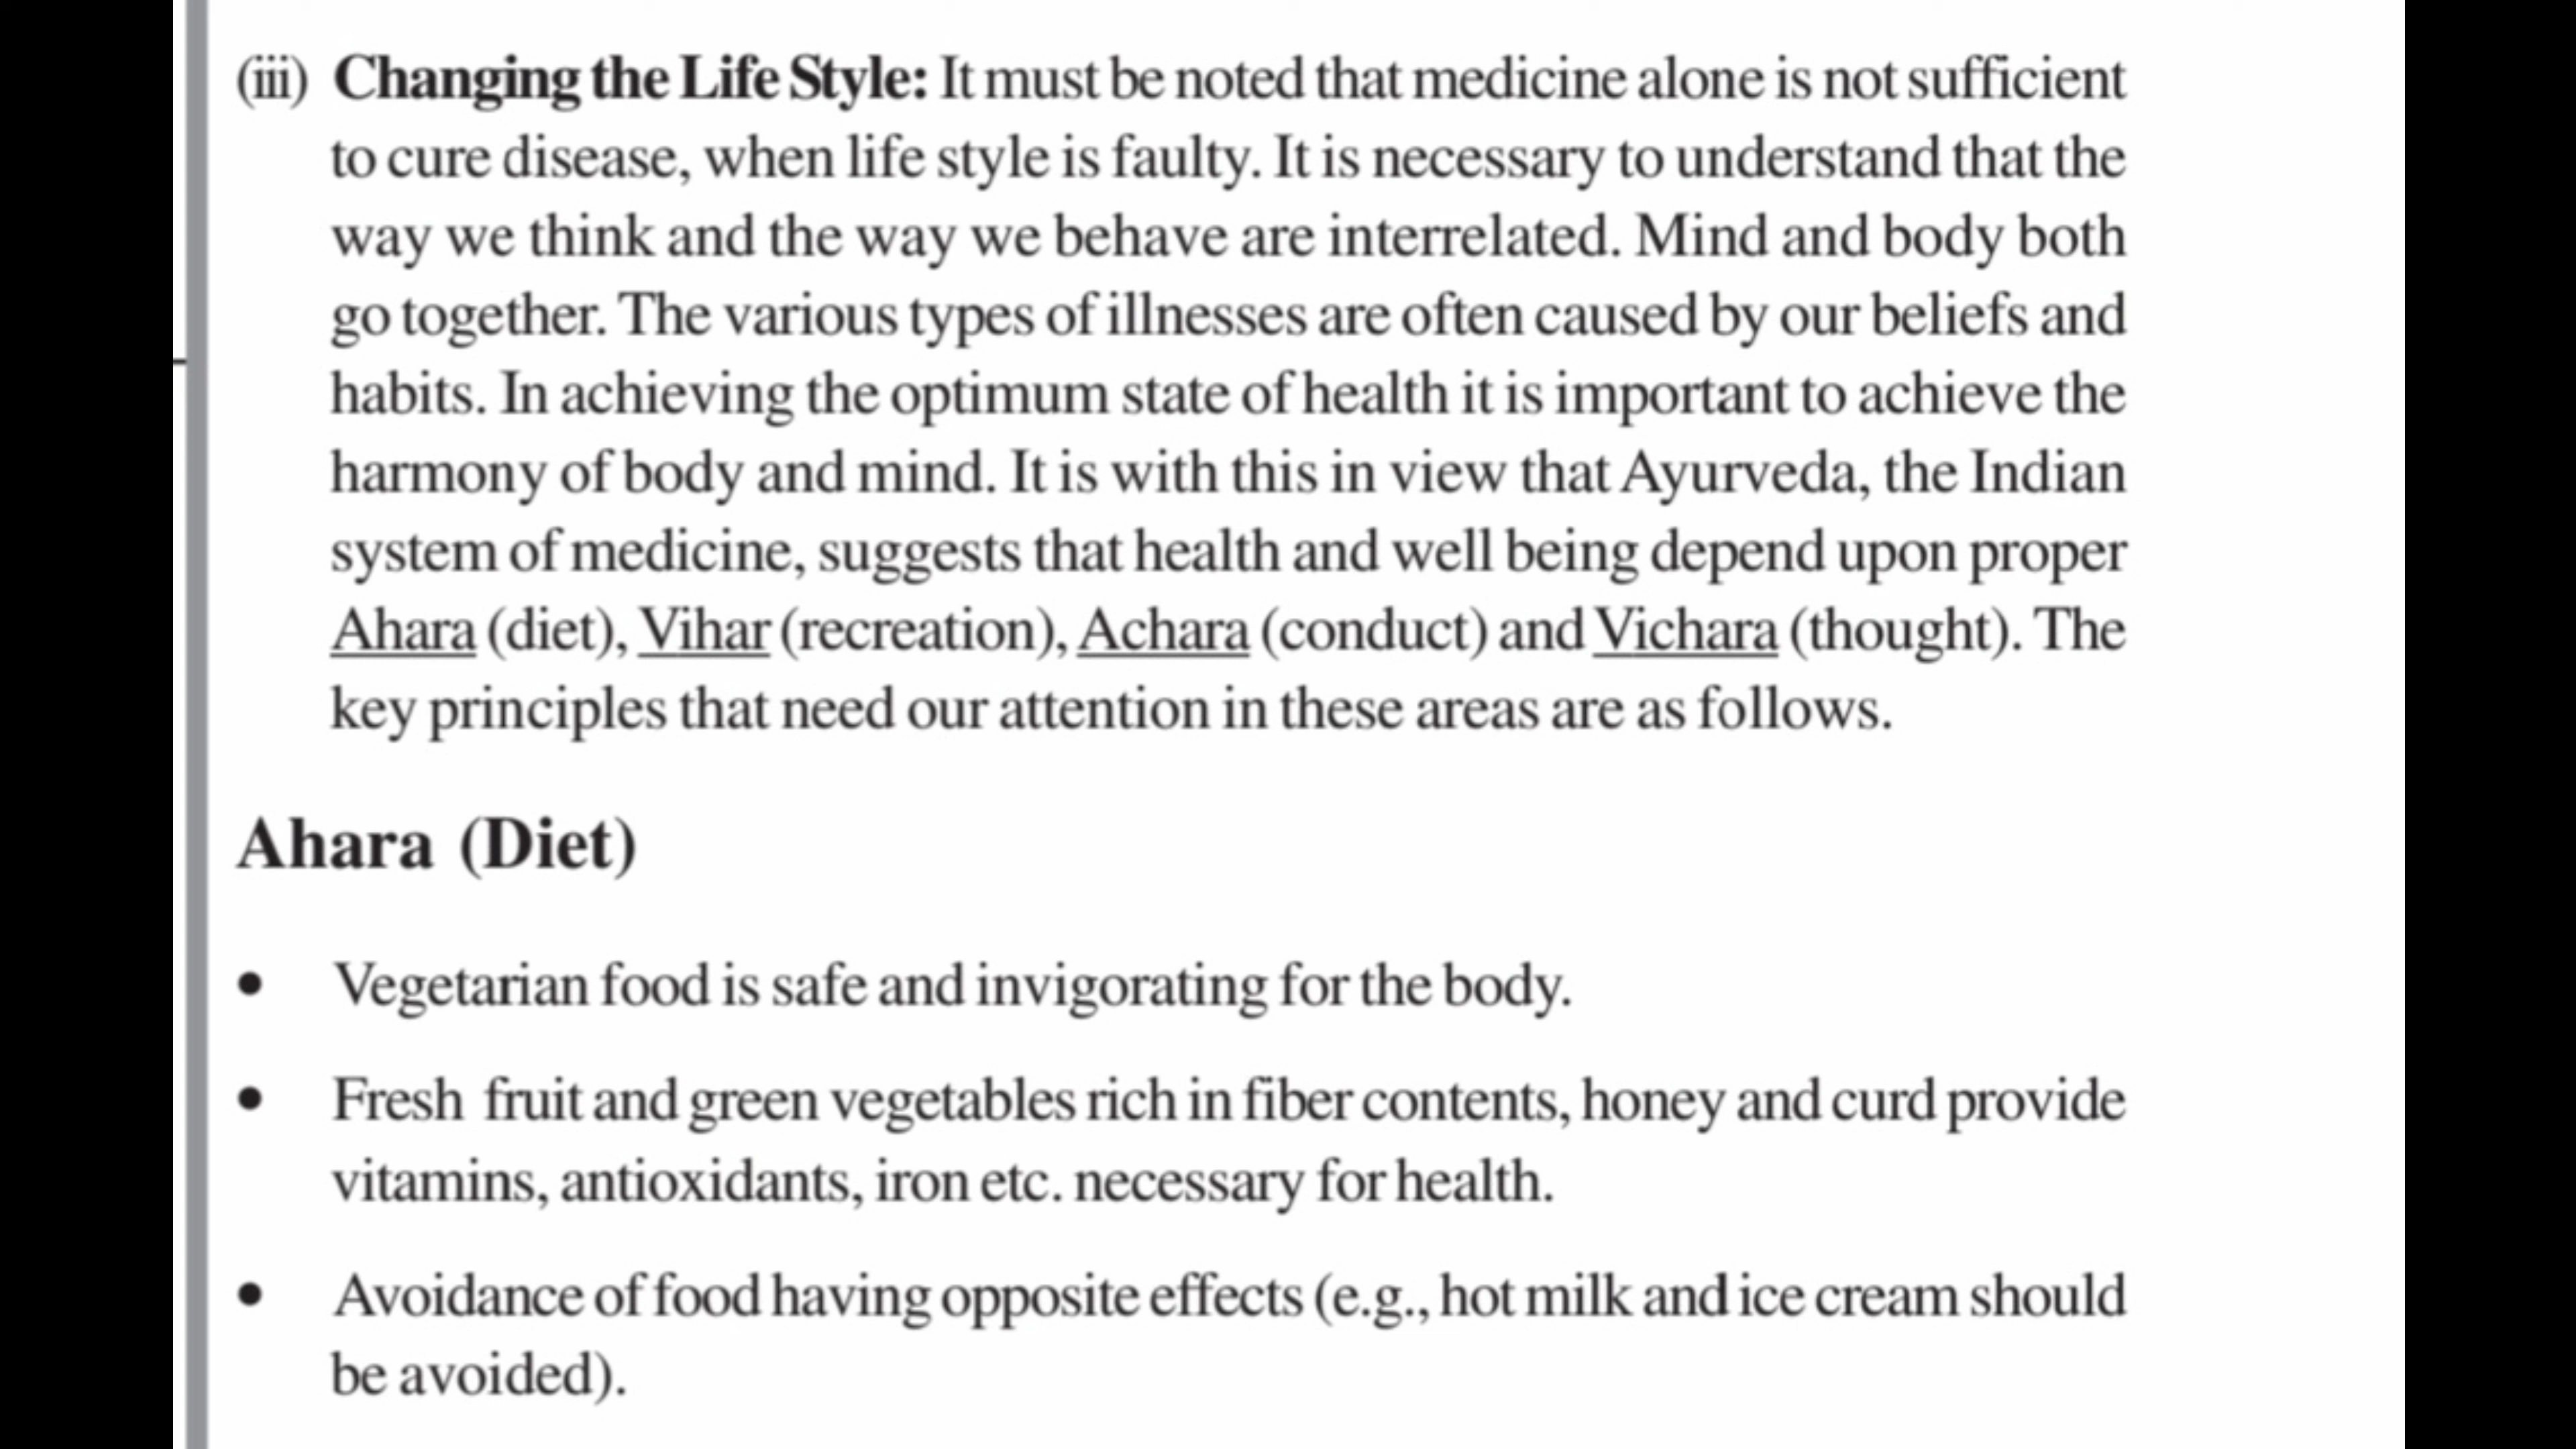 (iii) Changing the Life Style: It must be noted that medicine alone is not sufficient
to cure disease, when life style is faulty. It is necessary to understand that the
way we think and the way we behave are interrelated. Mind and body both
go together. The various types of illnesses are often caused by our beliefs and
habits. In achieving the optimum state of health it is important to achieve the
harmony of body and mind. It is with this in view that Ayurveda, the Indian
system of medicine, suggests that health and well being depend upon proper
Ahara (diet), Vihar (recreation), Achara (conduct) and Vichara (thought). The
key principles that need our attention in these areas are as follows.
Ahara (Diet)
• Vegetarian food is safe and invigorating for the body.
• Fresh fruit and green vegetables rich in fiber contents, honey and curd provide
vitamins, antioxidants, iron etc. necessary for health.
• Avoidance of food having opposite effects (e.g., hot milk and ice cream should
be avoided).